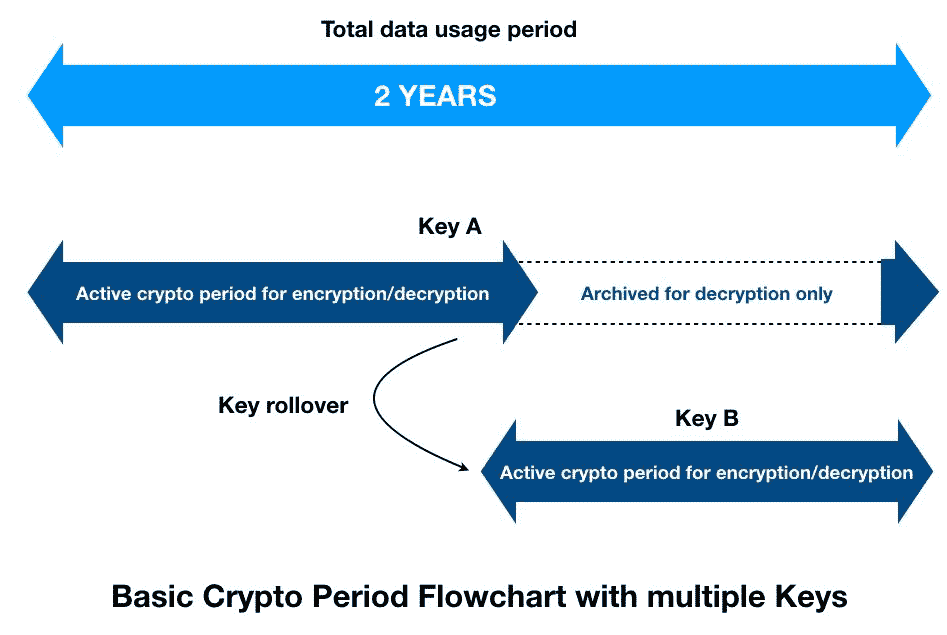 Total data usage period
2 YEARS
Key A
Active crypto period for encryption/decryption
Archived for decryption only
Key rollover
Key B
Active crypto period for encryption/decryption
Basic Crypto Period Flowchart with multiple Keys